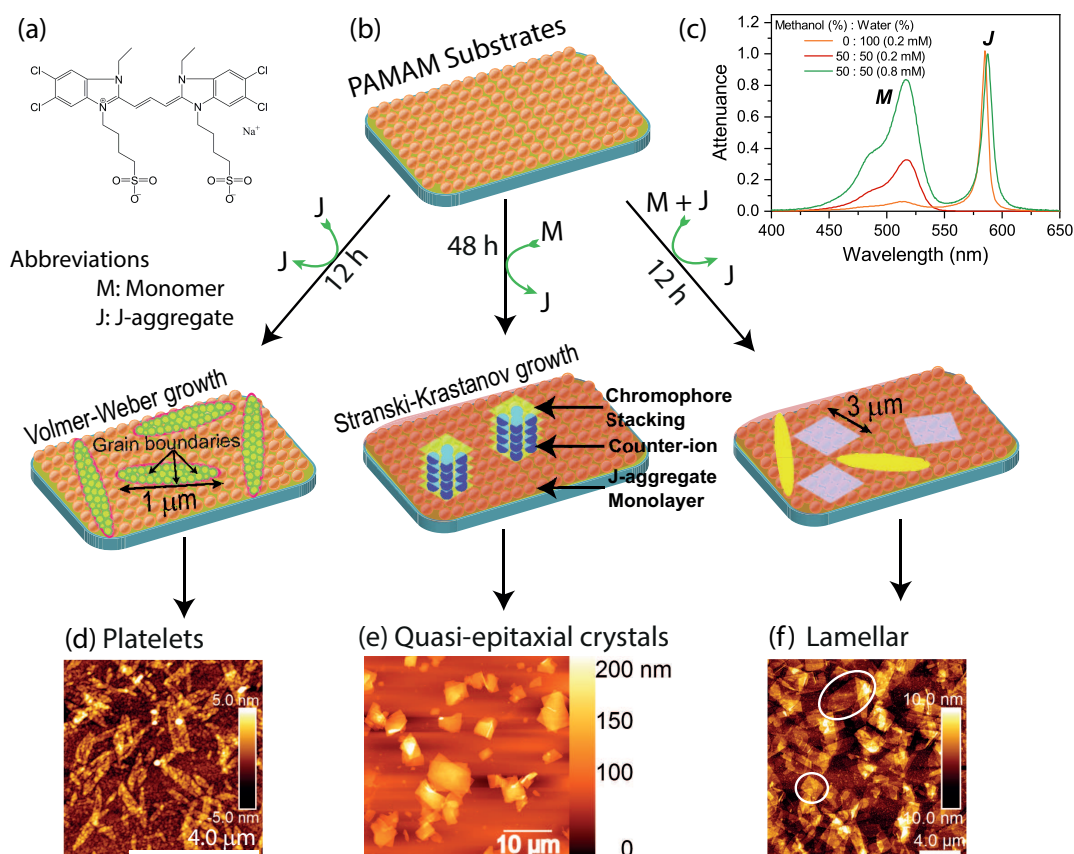 (a)
Cl
Cl
Cl
Cl
N
N
N⊕
N
Na⁺
O=S=O
O⁻
O=S=O
O⁻
(b)
PAMAM Substrates
(c)
Methanol (%) : Water (%)
0 : 100 (0.2 mM)
50 : 50 (0.2 mM)
50 : 50 (0.8 mM)
J
M
Attenuance
1.0
0.8
0.6
0.4
0.2
0.0
400 450 500 550 600 650
Wavelength (nm)
Abbreviations
M: Monomer
J: J-aggregate
J
J
12 h
48 h
M
J
M + J
J
12 h
Volmer-Weber growth
Grain boundaries
1 μm
Stranski-Krastanov growth
Chromophore
Stacking
Counter-ion
J-aggregate
Monolayer
3 μm
(d) Platelets
5.0 nm
-5.0 nm
4.0 μm
(e) Quasi-epitaxial crystals
200 nm
150
100
0
10 μm
(f) Lamellar
10.0 nm
-10.0 nm
4.0 μm